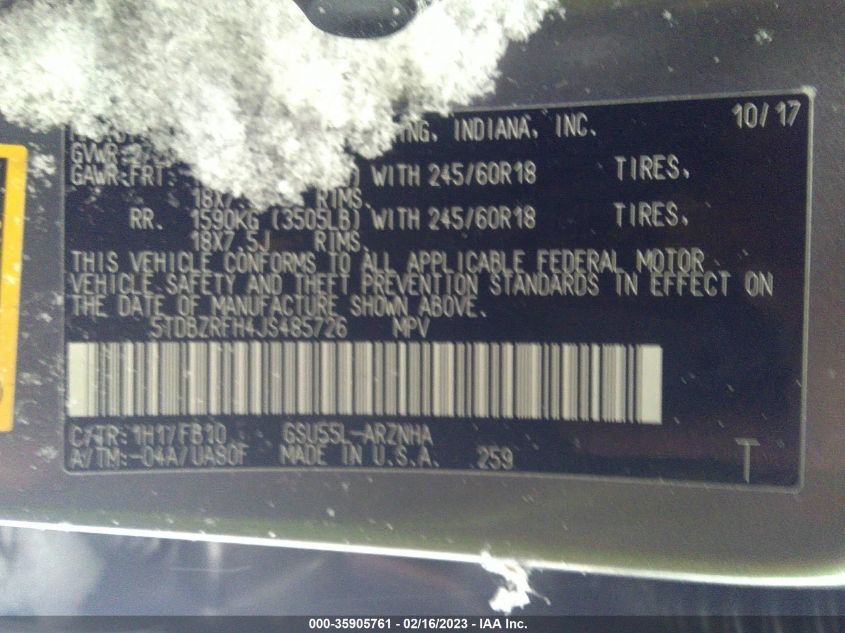 ING, INDIANA, INC. 10/17
GVWR:
GAWR:FRT: WITH 245/60R18 TIRES,
18X7. RIMS,
RR. 1590KG (3505LB) WITH 245/60R18 TIRES,
18X7.5J RIMS,
THIS VEHICLE CONFORMS TO ALL APPLICABLE FEDERAL MOTOR
VEHICLE SAFETY AND THEFT PREVENTION STANDARDS IN EFFECT ON
THE DATE OF MANUFACTURE SHOWN ABOVE.
5TDBZRFH4JS485726 MPV
C/TR: 1H17/FB10 GSU55L-ARZNHA
A/TM:-04A/UA80F MADE IN U.S.A. 259 T
000-35905761 - 02/16/2023 - IAA Inc.